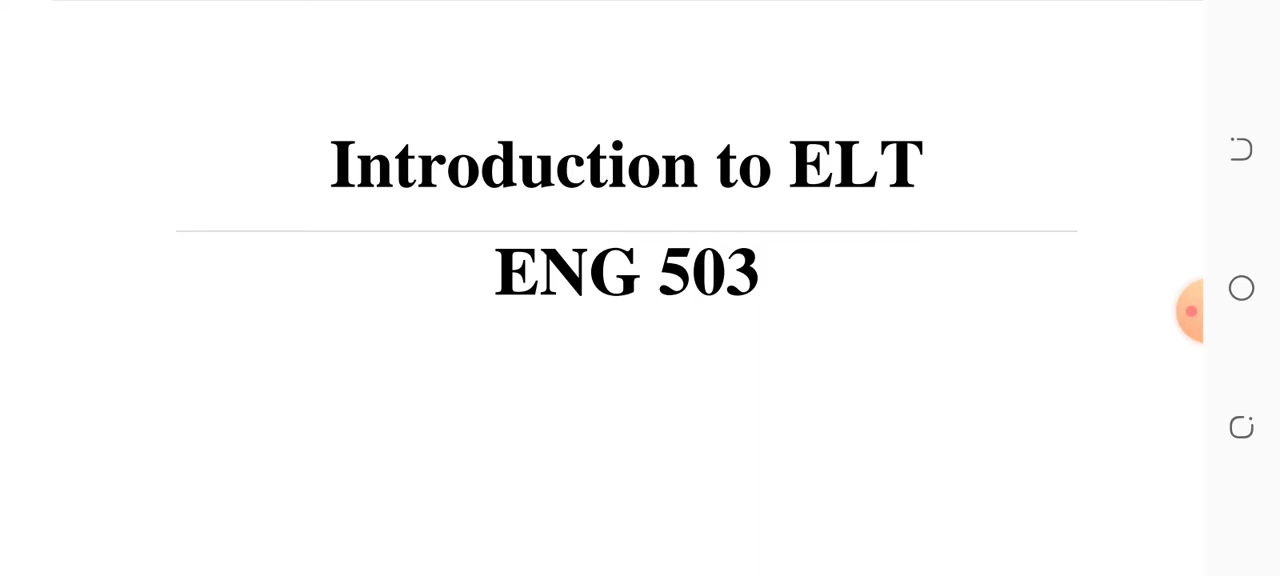 Introduction to ELT
ENG 503